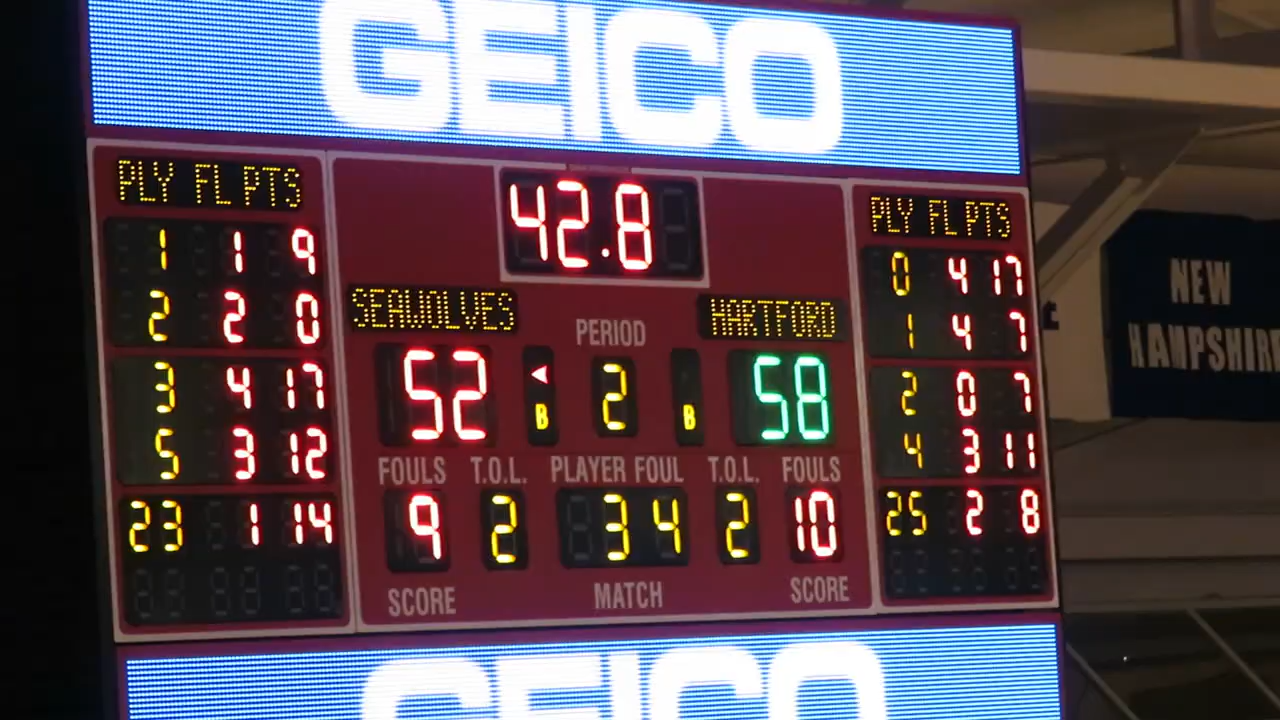 GEICO
PLY FL PTS
1 1 9
2 2 0
3 4 17
5 3 12
23 1 14
42.8
SEAWOLVES PERIOD HARTFORD
52 B 2 B 58
FOULS T.O.L. PLAYER FOUL T.O.L. FOULS
9 2 3 4 2 10
SCORE MATCH SCORE
PLY FL PTS
0 4 17
1 4 7
2 0 7
4 3 11
25 2 8
GEICO
NEW
HAMPSHIRE